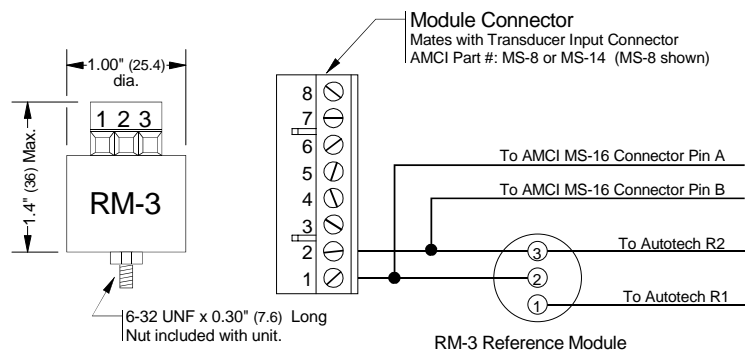 Module Connector
Mates with Transducer Input Connector
AMCI Part #: MS-8 or MS-14 (MS-8 shown)
1.00" (25.4)
dia.
1 2 3
1.4" (36) Max.
RM-3
6-32 UNF x 0.30" (7.6) Long
Nut included with unit.
8
7
6
5
4
3
2
1
To AMCI MS-16 Connector Pin A
To AMCI MS-16 Connector Pin B
3 To Autotech R2
2
1 To Autotech R1
RM-3 Reference Module